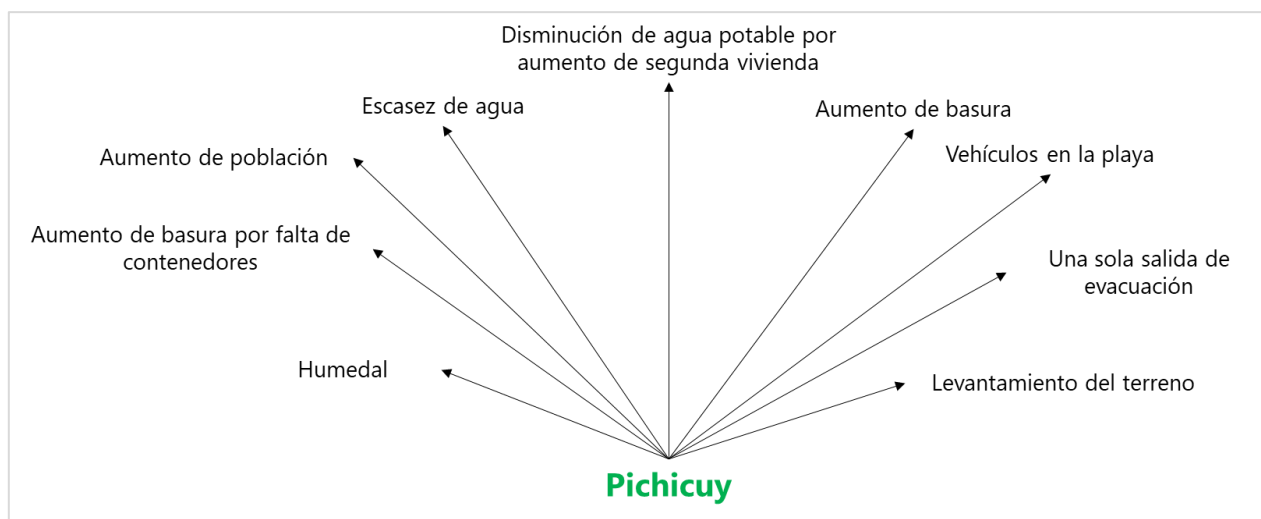 Disminución de agua potable por
aumento de segunda vivienda
Escasez de agua
Aumento de basura
Aumento de población
Vehículos en la playa
Aumento de basura por falta de
contenedores
Una sola salida de
evacuación
Humedal
Levantamiento del terreno
Pichicuy